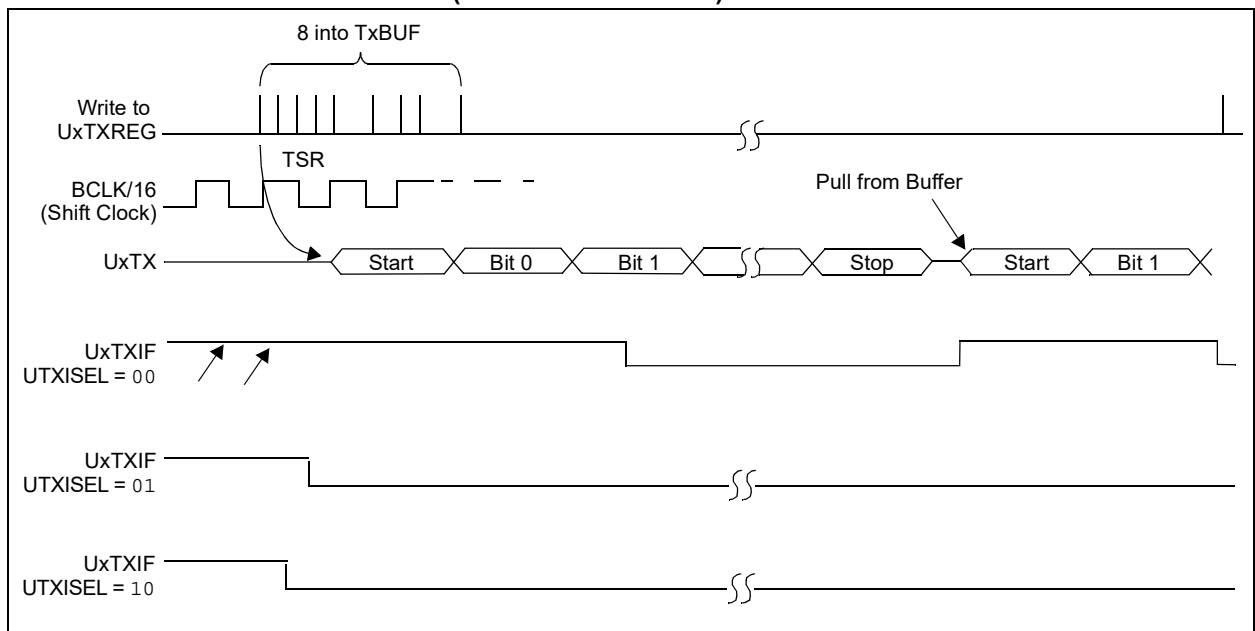 8 into TxBUF
Write to
UxTXREG
TSR
BCLK/16
(Shift Clock)
Pull from Buffer
UxTX
Start
Bit 0
Bit 1
Stop
Start
Bit 1
UxTXIF
UTXISEL = 00
UxTXIF
UTXISEL = 01
UxTXIF
UTXISEL = 10